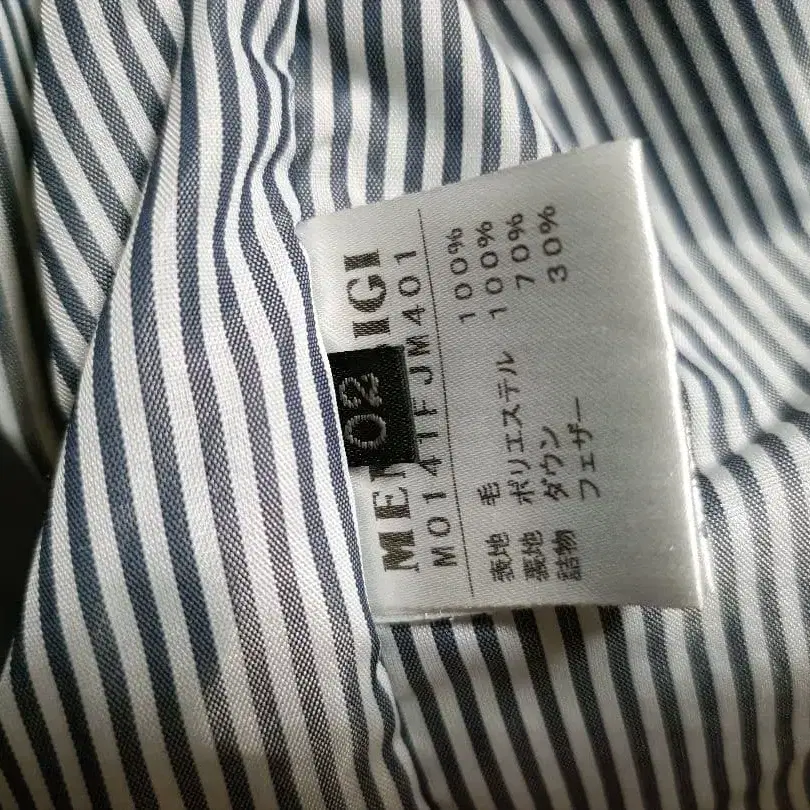 MEN IGI
02
M0141FJM401
表地 毛 100%
裏地 ポリエステル 100%
詰物 ダウン 70%
フェザー 30%